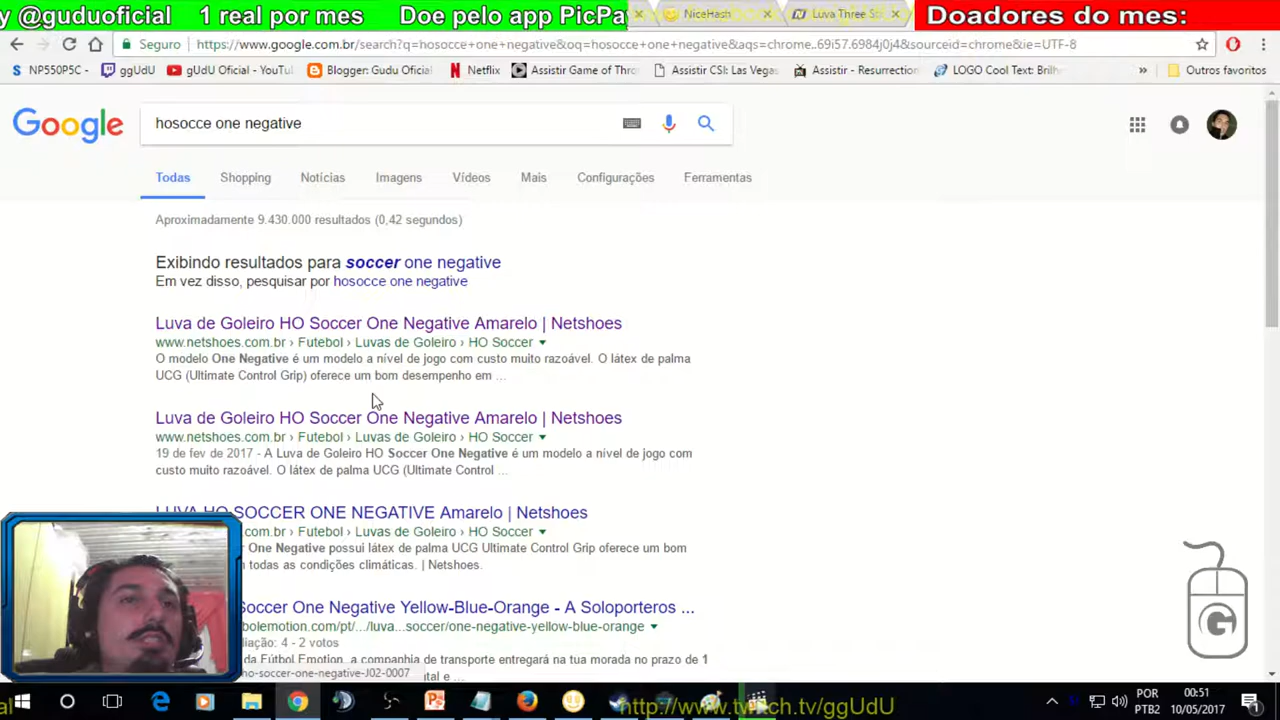 @guduoficial 1 real por mes Doe pelo app PicPay
NiceHash
Luva Three St
Doadores do mes:
Seguro
https://www.google.com.br/search?q=hosocce+one+negative&oq=hosocce+one+negative&aqs=chrome..69i57.6984j0j4&sourceid=chrome&ie=UTF-8
NP550P5C -
ggUdU
gUdU Oficial - YouTu
Blogger: Gudu Oficial
Netflix
Assistir Game of Thro
Assistir CSI: Las Vega
Assistir - Resurrection
LOGO Cool Text: Brilh
»
Outros favoritos
Google
hosocce one negative
Todas
Shopping
Notícias
Imagens
Vídeos
Mais
Configurações
Ferramentas
Aproximadamente 9.430.000 resultados (0,42 segundos)
Exibindo resultados para soccer one negative
Em vez disso, pesquisar por hosocce one negative
Luva de Goleiro HO Soccer One Negative Amarelo | Netshoes
www.netshoes.com.br › Futebol › Luvas de Goleiro › HO Soccer
O modelo One Negative é um modelo a nível de jogo com custo muito razoável. O látex de palma
UCG (Ultimate Control Grip) oferece um bom desempenho em ...
Luva de Goleiro HO Soccer One Negative Amarelo | Netshoes
www.netshoes.com.br › Futebol › Luvas de Goleiro › HO Soccer
19 de fev de 2017 - A Luva de Goleiro HO Soccer One Negative é um modelo a nível de jogo com
custo muito razoável. O látex de palma UCG (Ultimate Control ...
LUVA HO SOCCER ONE NEGATIVE Amarelo | Netshoes
.com.br › Futebol › Luvas de Goleiro › HO Soccer
One Negative possui látex de palma UCG Ultimate Control Grip oferece um bom
todas as condições climáticas. | Netshoes.
Soccer One Negative Yellow-Blue-Orange - A Soloporteros ...
bolemotion.com/pt/.../luva...soccer/one-negative-yellow-blue-orange
liação: 4 - 2 votos
da Fútbol Emotion, a companhia de transporte entregará na tua morada no prazo de 1
tal e ...
ho-soccer-one-negative-J02-0007
G
http://www.twitch.tv/ggUdU
POR
PTB2
00:51
10/05/2017
1